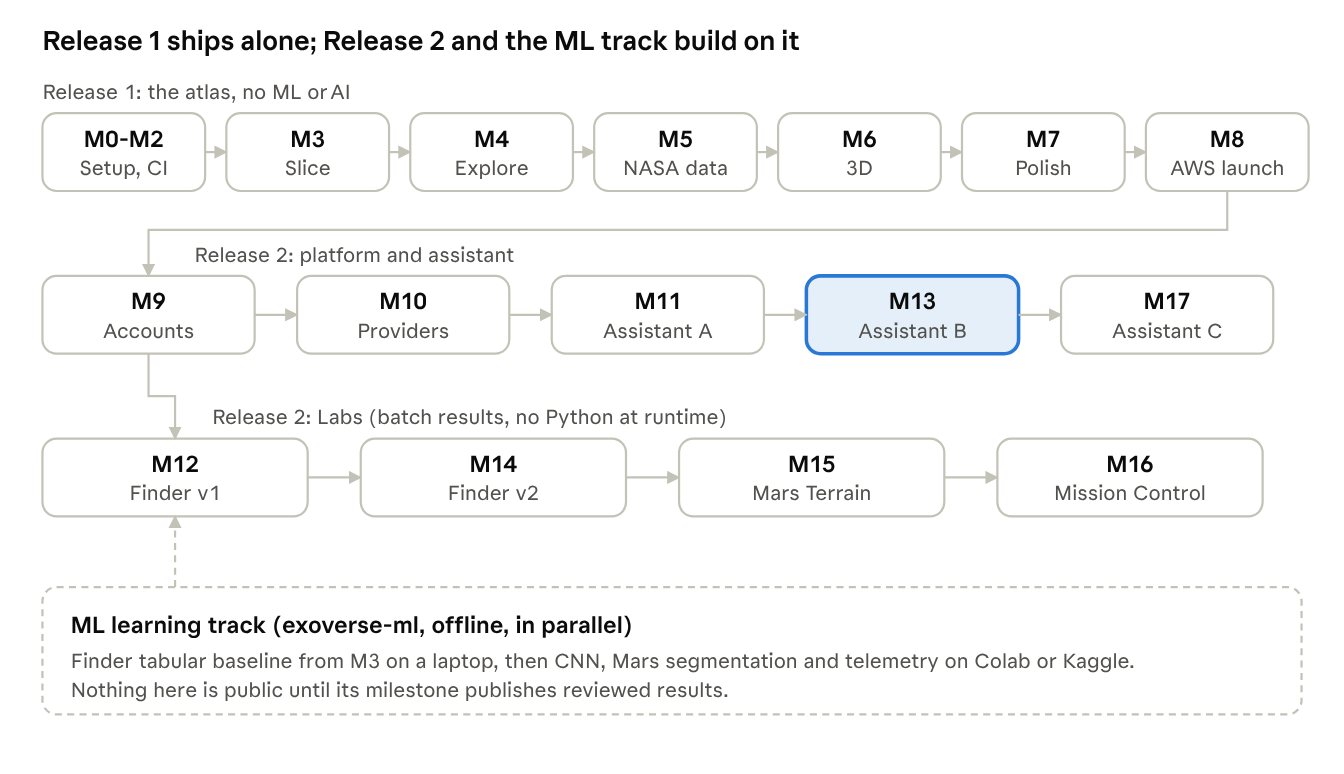 Release 1 ships alone; Release 2 and the ML track build on it
Release 1: the atlas, no ML or AI
M0-M2
Setup, CI
M3
Slice
M4
Explore
M5
NASA data
M6
3D
M7
Polish
M8
AWS launch
Release 2: platform and assistant
M9
Accounts
M10
Providers
M11
Assistant A
M13
Assistant B
M17
Assistant C
Release 2: Labs (batch results, no Python at runtime)
M12
Finder v1
M14
Finder v2
M15
Mars Terrain
M16
Mission Control
ML learning track (exoverse-ml, offline, in parallel)
Finder tabular baseline from M3 on a laptop, then CNN, Mars segmentation and telemetry on Colab or Kaggle.
Nothing here is public until its milestone publishes reviewed results.